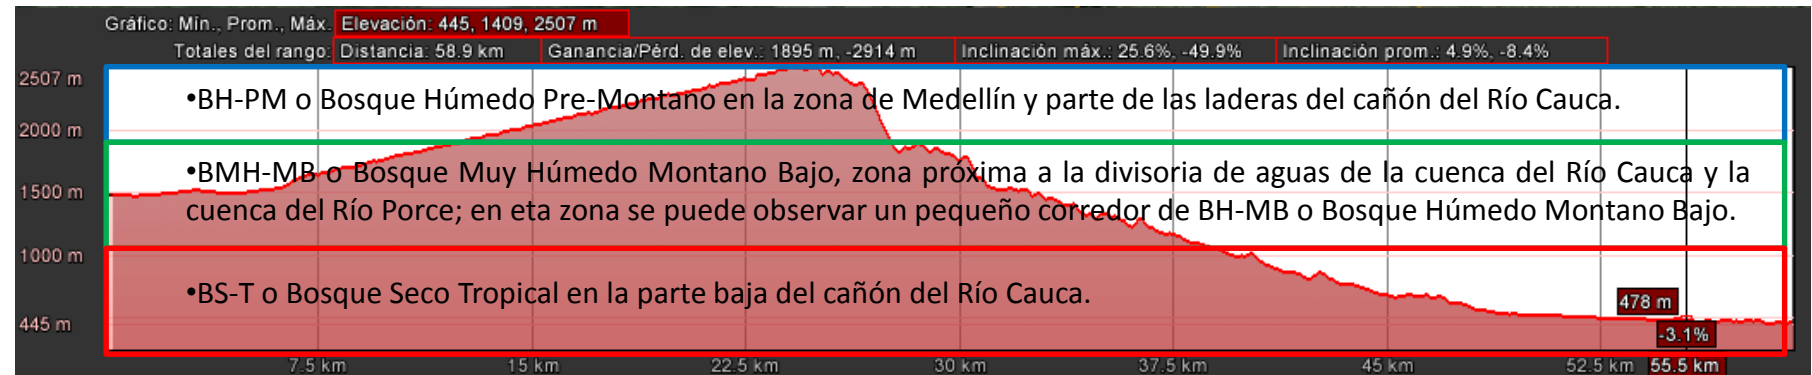 Gráfico: Mín., Prom., Máx. Elevación: 445, 1409, 2507 m
Totales del rango: Distancia: 58.9 km Ganancia/Pérd. de elev.: 1895 m, -2914 m Inclinación máx.: 25.6%, -49.9% Inclinación prom.: 4.9%, -8.4%
2507 m
•BH-PM o Bosque Húmedo Pre-Montano en la zona de Medellín y parte de las laderas del cañón del Río Cauca.
2000 m
•BMH-MB o Bosque Muy Húmedo Montano Bajo, zona próxima a la divisoria de aguas de la cuenca del Río Cauca y la
1500 m
cuenca del Río Porce; en eta zona se puede observar un pequeño corredor de BH-MB o Bosque Húmedo Montano Bajo.
1000 m
•BS-T o Bosque Seco Tropical en la parte baja del cañón del Río Cauca.
478 m
445 m
-3.1%
7.5 km 15 km 22.5 km 30 km 37.5 km 45 km 52.5 km 55.5 km